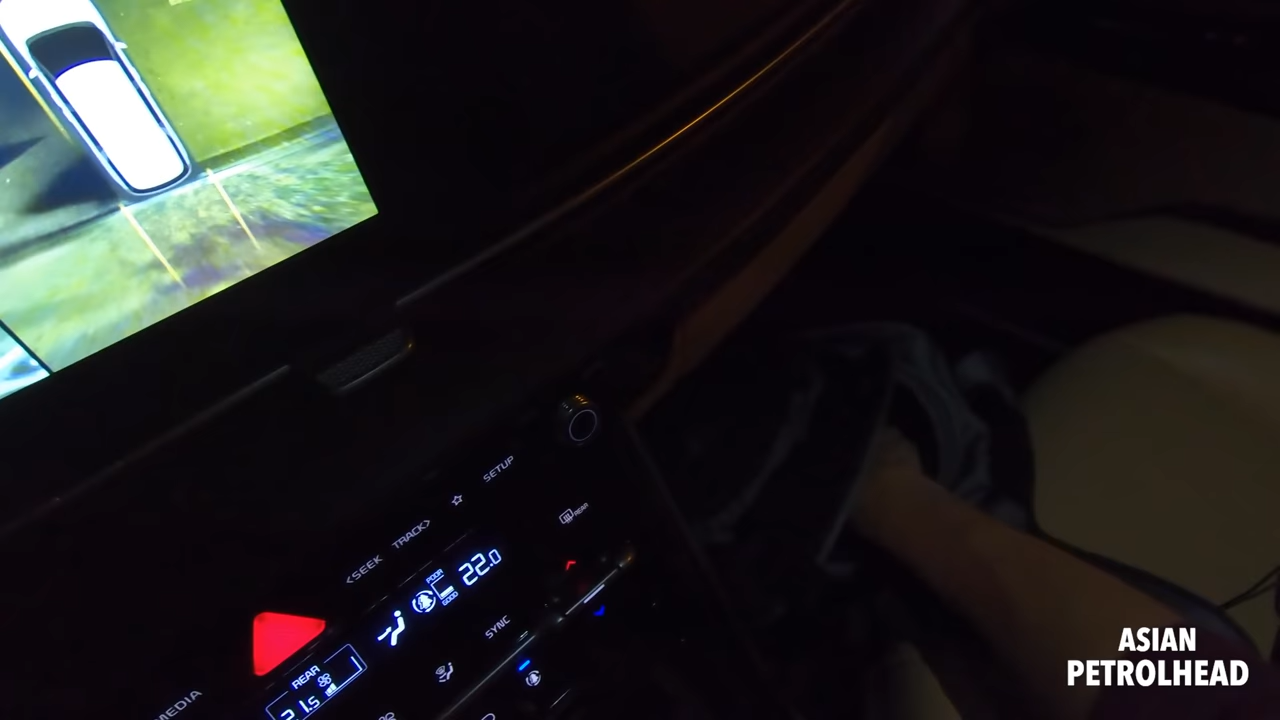 SETUP
<SEEK TRACK>
REAR
POOR
GOOD
22.0
SYNC
REAR
21.5
MEDIA
ASIAN
PETROLHEAD